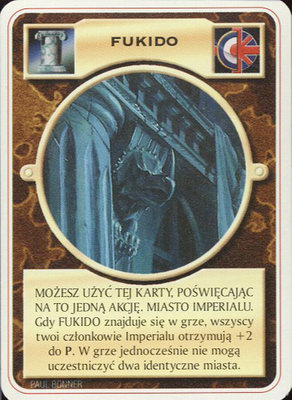 FUKIDO
MOŻESZ UŻYĆ TEJ KARTY, POŚWIĘCAJĄC
NA TO JEDNĄ AKCJĘ. MIASTO IMPERIALU.
Gdy FUKIDO znajduje się w grze, wszyscy
twoi członkowie Imperialu otrzymują +2
do P. W grze jednocześnie nie mogą
uczestniczyć dwa identyczne miasta.
PAUL BONNER